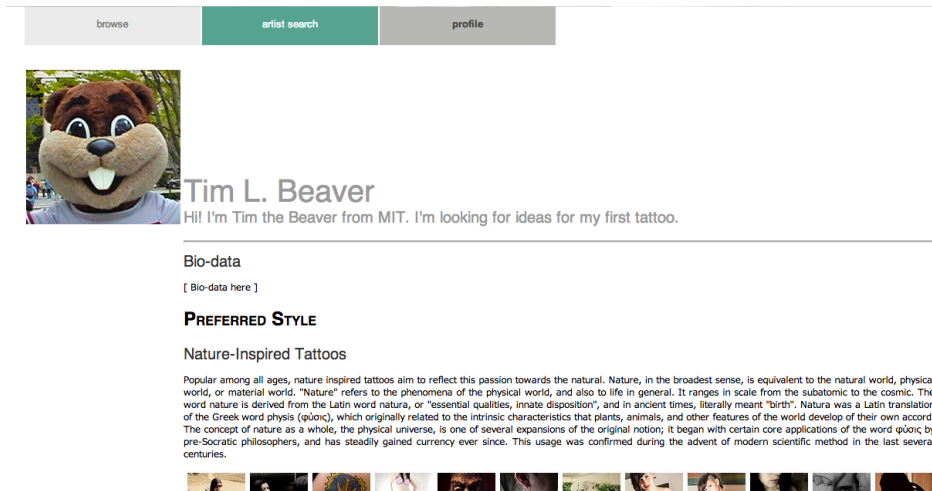 browse artist search profile
Tim L. Beaver
Hi! I'm Tim the Beaver from MIT. I'm looking for ideas for my first tattoo.
Bio-data
[ Bio-data here ]
PREFERRED STYLE
Nature-Inspired Tattoos
Popular among all ages, nature inspired tattoos aim to reflect this passion towards the natural. Nature, in the broadest sense, is equivalent to the natural world, physica
world, or material world. "Nature" refers to the phenomena of the physical world, and also to life in general. It ranges in scale from the subatomic to the cosmic. The
word nature is derived from the Latin word natura, or "essential qualities, innate disposition", and in ancient times, literally meant "birth". Natura was a Latin translation
of the Greek word physis (φύσις), which originally related to the intrinsic characteristics that plants, animals, and other features of the world develop of their own accord
The concept of nature as a whole, the physical universe, is one of several expansions of the original notion; it began with certain core applications of the word φύσις by
pre-Socratic philosophers, and has steadily gained currency ever since. This usage was confirmed during the advent of modern scientific method in the last severa
centuries.